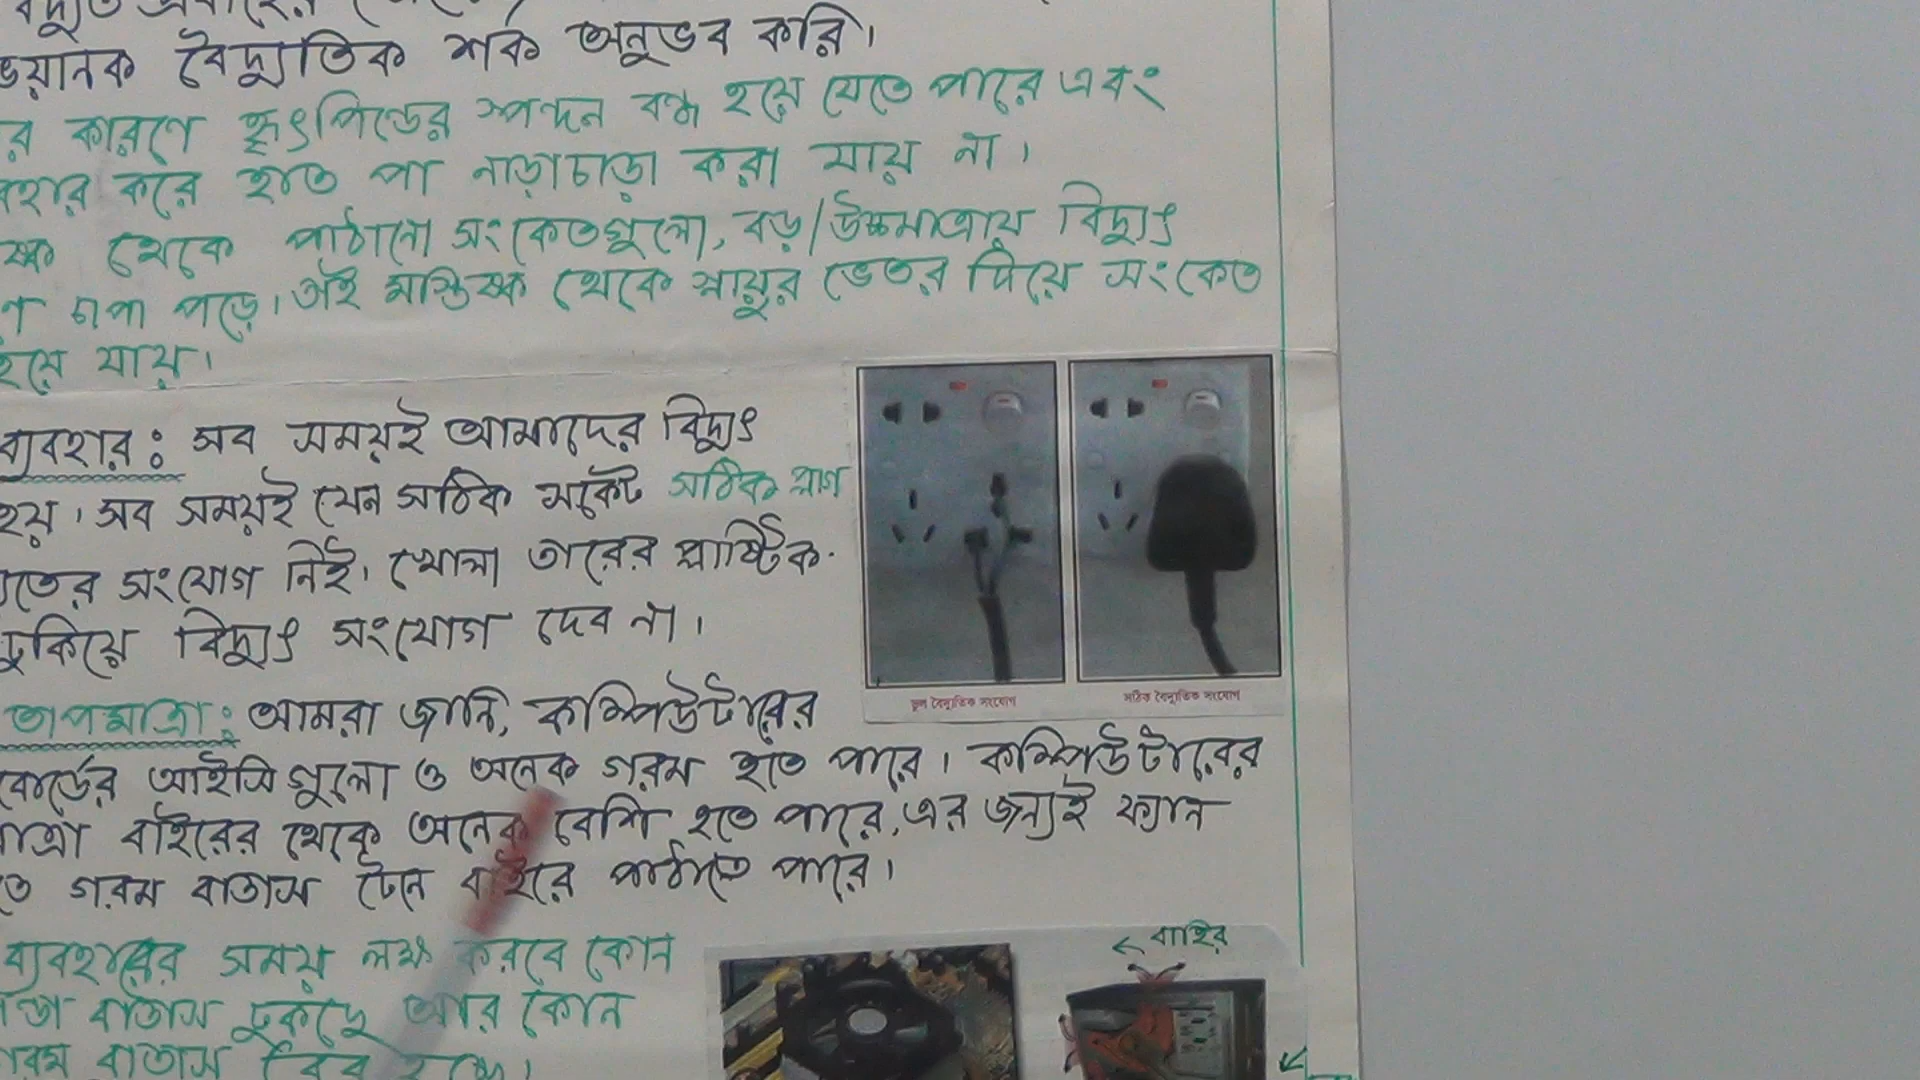 ভয়ানক বৈদ্যুতিক শর্ক অনুভব করি।
র কারণে হৃৎপিন্ডের স্পন্দন বন্ধ হয়ে যেতে পারে এবং
বহার করে হাত পা নাড়াচাড়া করা যায় না।
ষ্ক থেকে পাঠানো সংকেতগুলো, বড়/উচ্চমাত্রায় বিদ্যুৎ
চাপা পড়ে। তাই মস্তিষ্ক থেকে স্নায়ুর ভেতর দিয়ে সংকেত
হয়ে যায়।
ব্যবহার: সব সময়ই আমাদের বিদ্যুৎ
হয়। সব সময়ই যেন সঠিক সকেট সঠিক প্লাগ
তের সংযোগ নিই। খোলা তারের প্লাষ্টিক
ঢুকিয়ে বিদ্যুৎ সংযোগ দেব না।
ভুল বৈদ্যুতিক সংযোগ
সঠিক বৈদ্যুতিক সংযোগ
তাপমাত্রা: আমরা জানি, কম্পিউটারের
বোর্ডের আইসিগুলো ও অনেক গরম হতে পারে। কম্পিউটারের
মাত্রা বাইরের থেকে অনেক বেশি হতে পারে, এর জন্যই ফ্যান
তে গরম বাতাস টেনে বাইরে পাঠাতে পারে।
ব্যবহারের সময় লক্ষ করবে কোন
ন্ডা বাতাস ঢুকছে আর কোন
গরম বাতাস বের হচ্ছে।
← বাহির